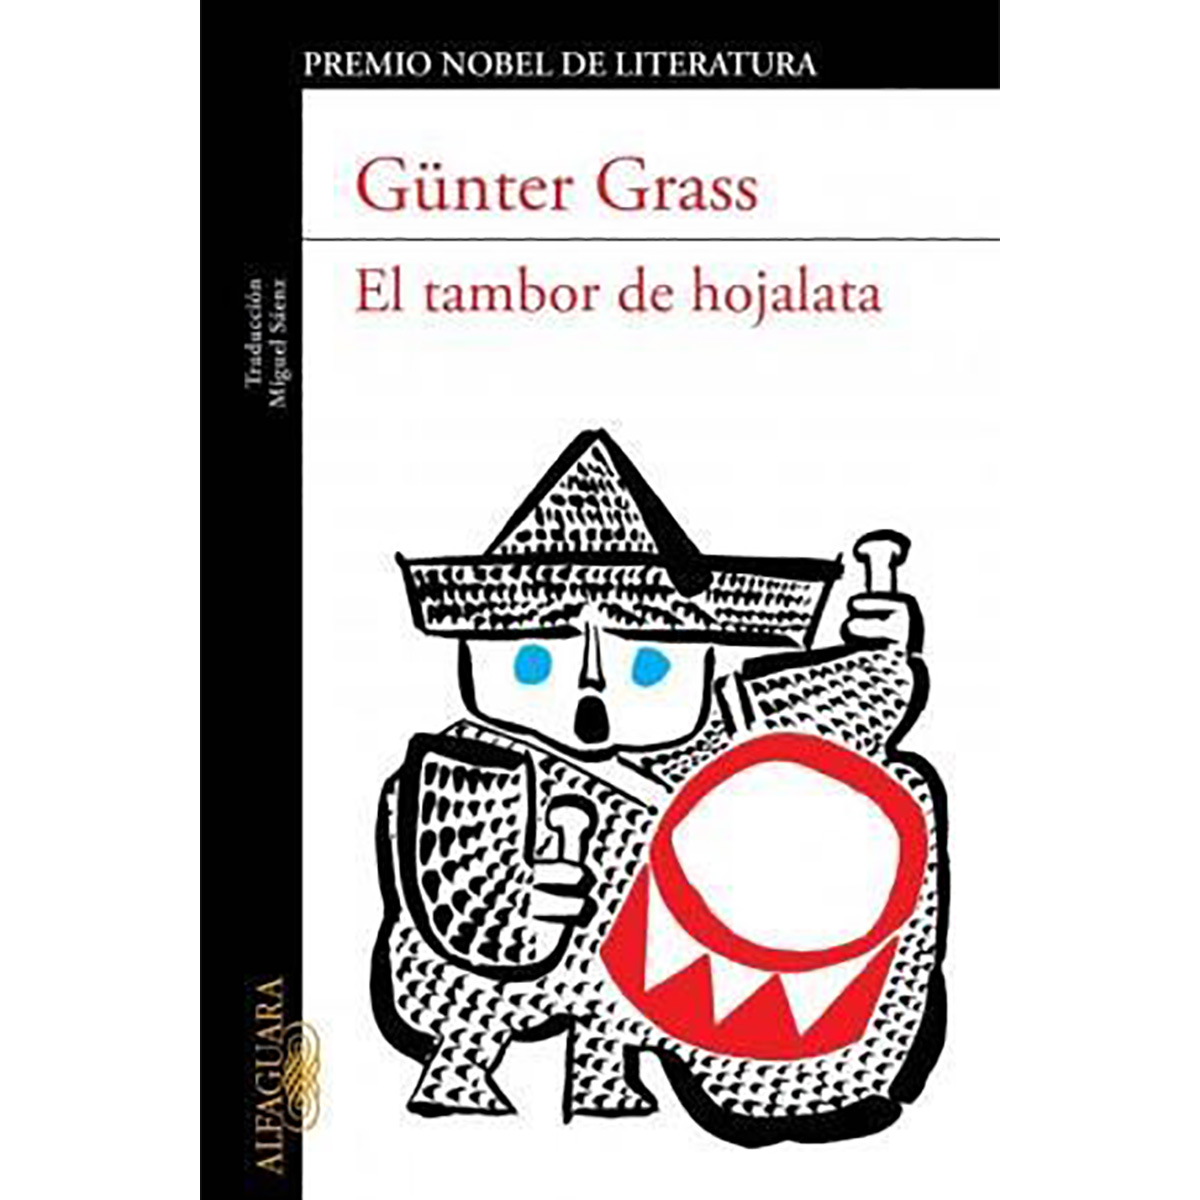 PREMIO NOBEL DE LITERATURA
Günter Grass
El tambor de hojalata
Traducción
Miguel Sáenz
ALFAGUARA